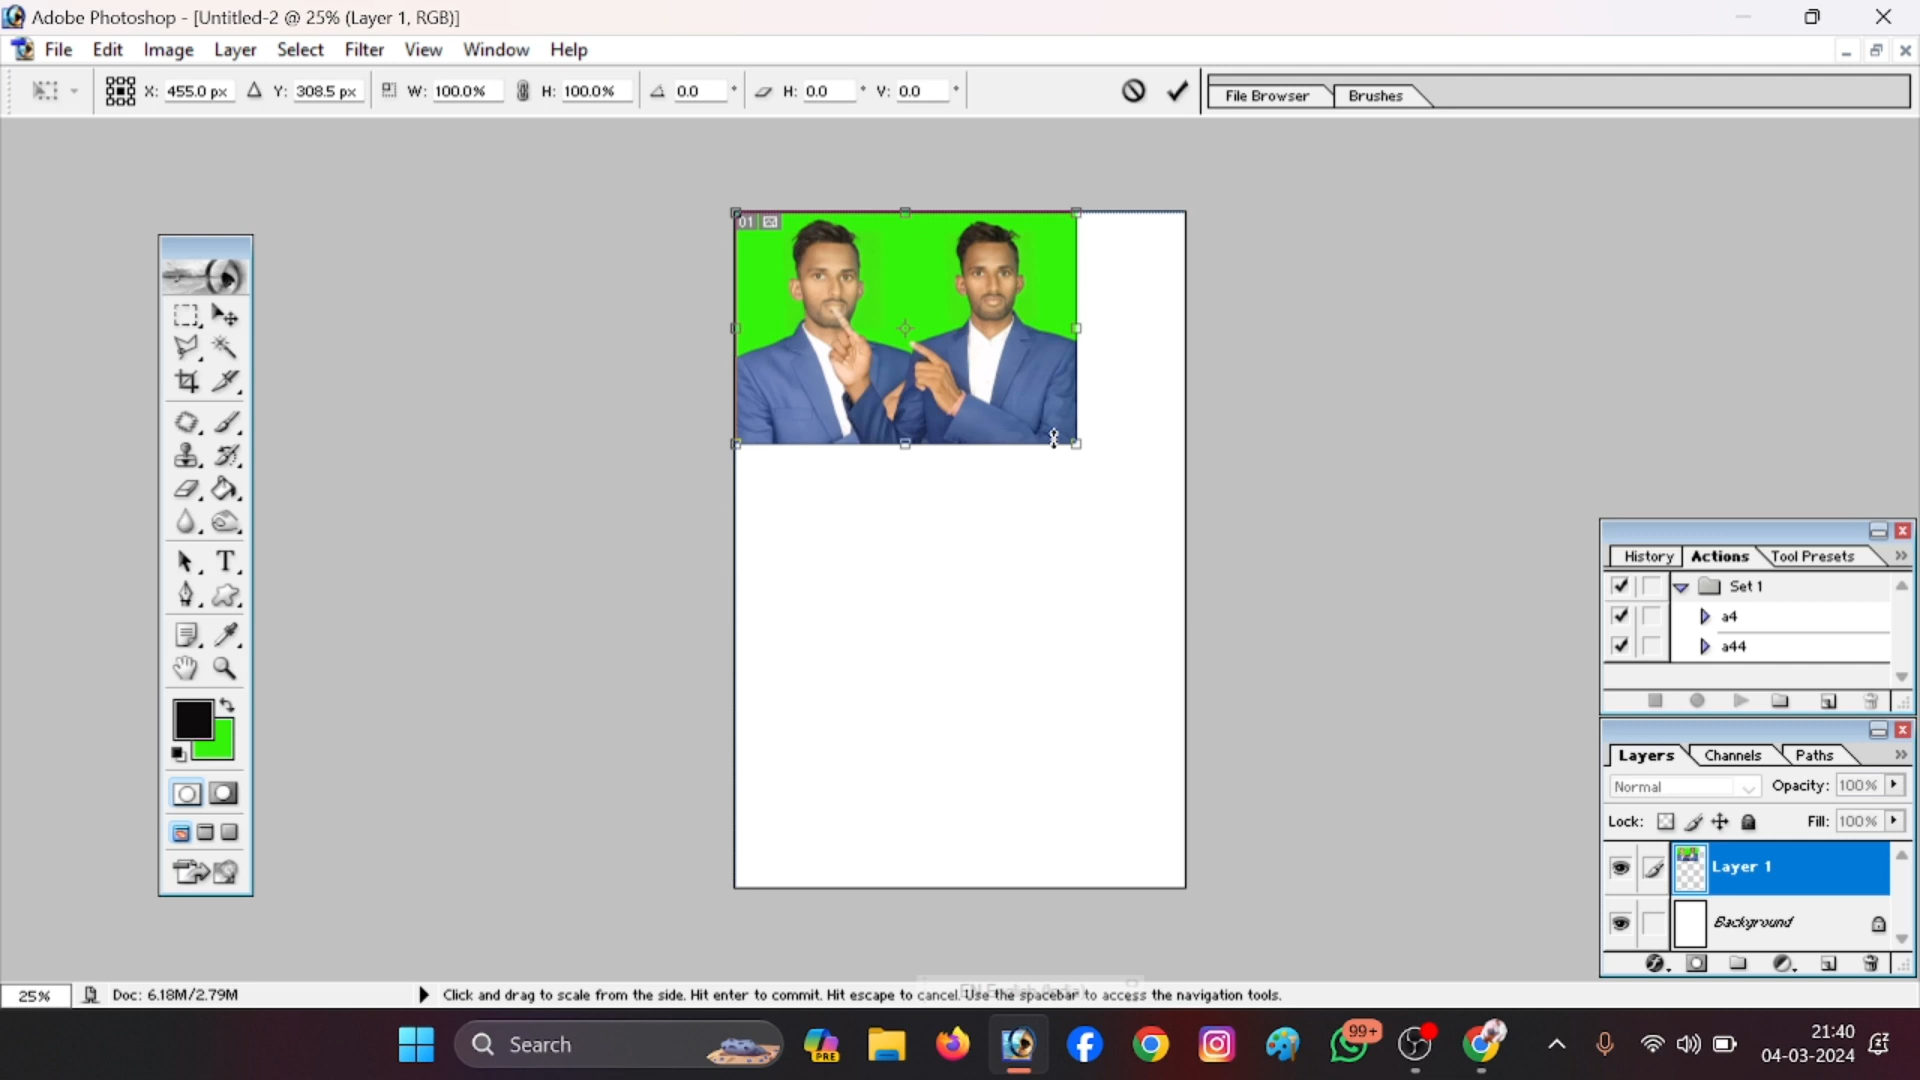 Adobe Photoshop - [Untitled-2 @ 25% (Layer 1, RGB)]
File Edit Image Layer Select Filter View Window Help
X: 455.0 px Y: 308.5 px W: 100.0% H: 100.0% 0.0 ° H: 0.0 ° V: 0.0 °
File Browser Brushes
01
History Actions Tool Presets
Set 1
a4
a44
T
Layers Channels Paths
Normal Opacity: 100%
Lock: Fill: 100%
Layer 1
Background
25% Doc: 6.18M/2.79M Click and drag to scale from the side. Hit enter to commit. Hit escape to cancel. Use the spacebar to access the navigation tools.
Search PRE 99+ 21:40
04-03-2024